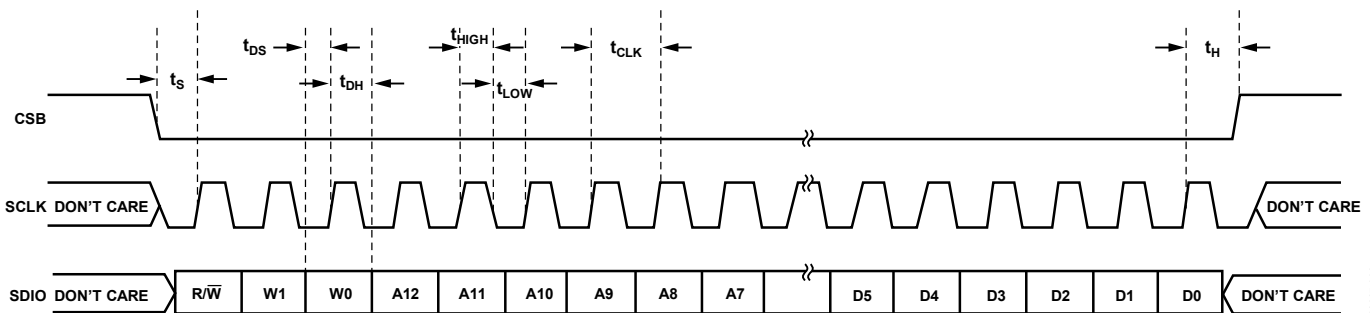 tDS
tHIGH
tCLK
tH
tS
tDH
tLOW
CSB
SCLK DON'T CARE
DON'T CARE
SDIO DON'T CARE R/W̅ W1 W0 A12 A11 A10 A9 A8 A7 D5 D4 D3 D2 D1 D0 DON'T CARE